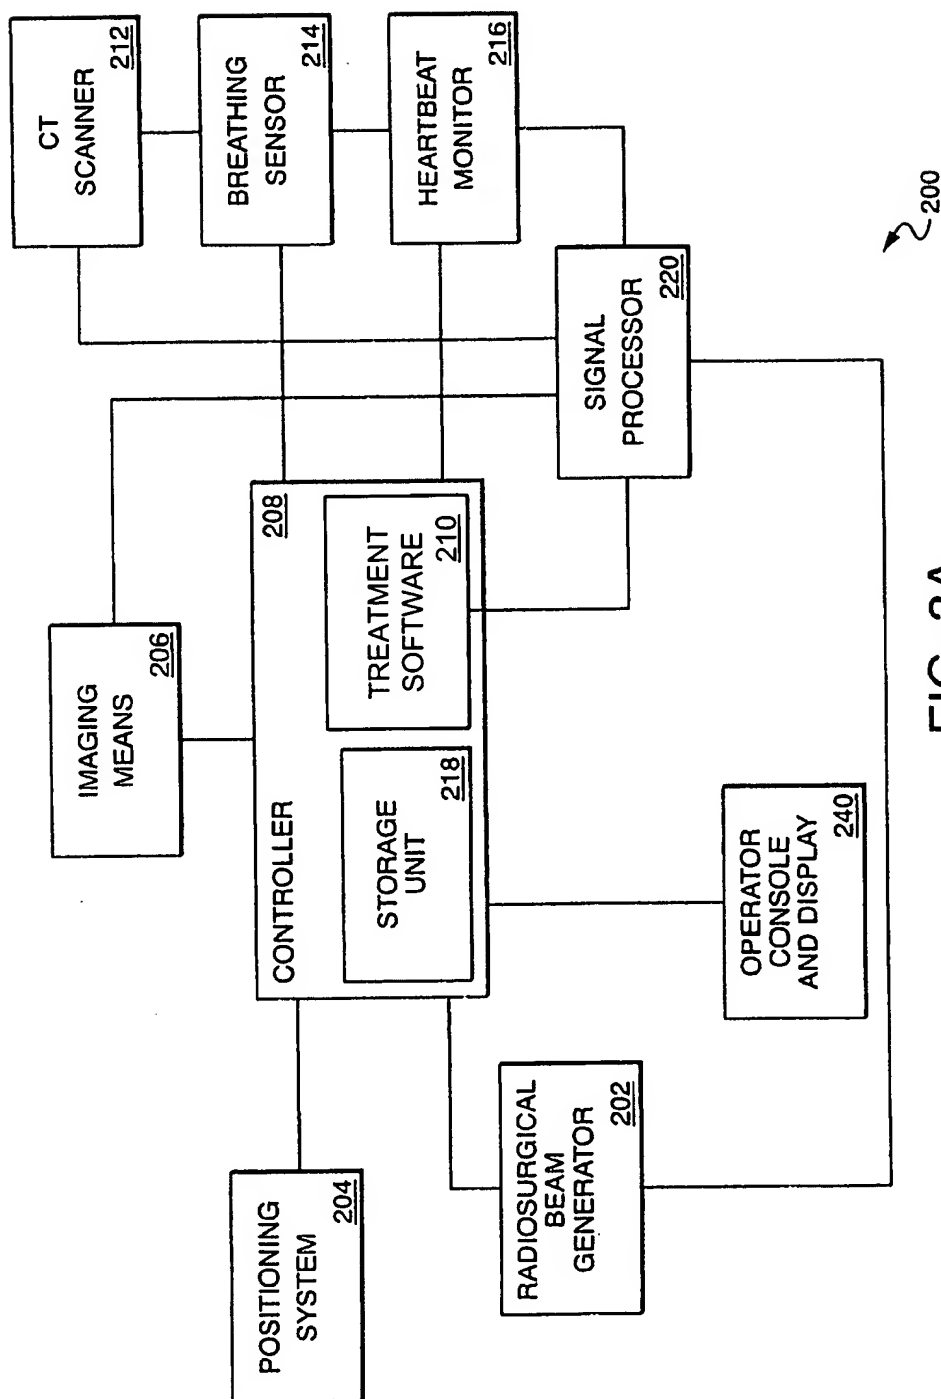 CT
SCANNER
212
IMAGING
MEANS
206
BREATHING
SENSOR
214
POSITIONING
SYSTEM
204
CONTROLLER
208
STORAGE
UNIT
218
TREATMENT
SOFTWARE
210
HEARTBEAT
MONITOR
216
RADIOSURGICAL
BEAM
GENERATOR
202
SIGNAL
PROCESSOR
220
OPERATOR
CONSOLE
AND DISPLAY
240
200
FIG.